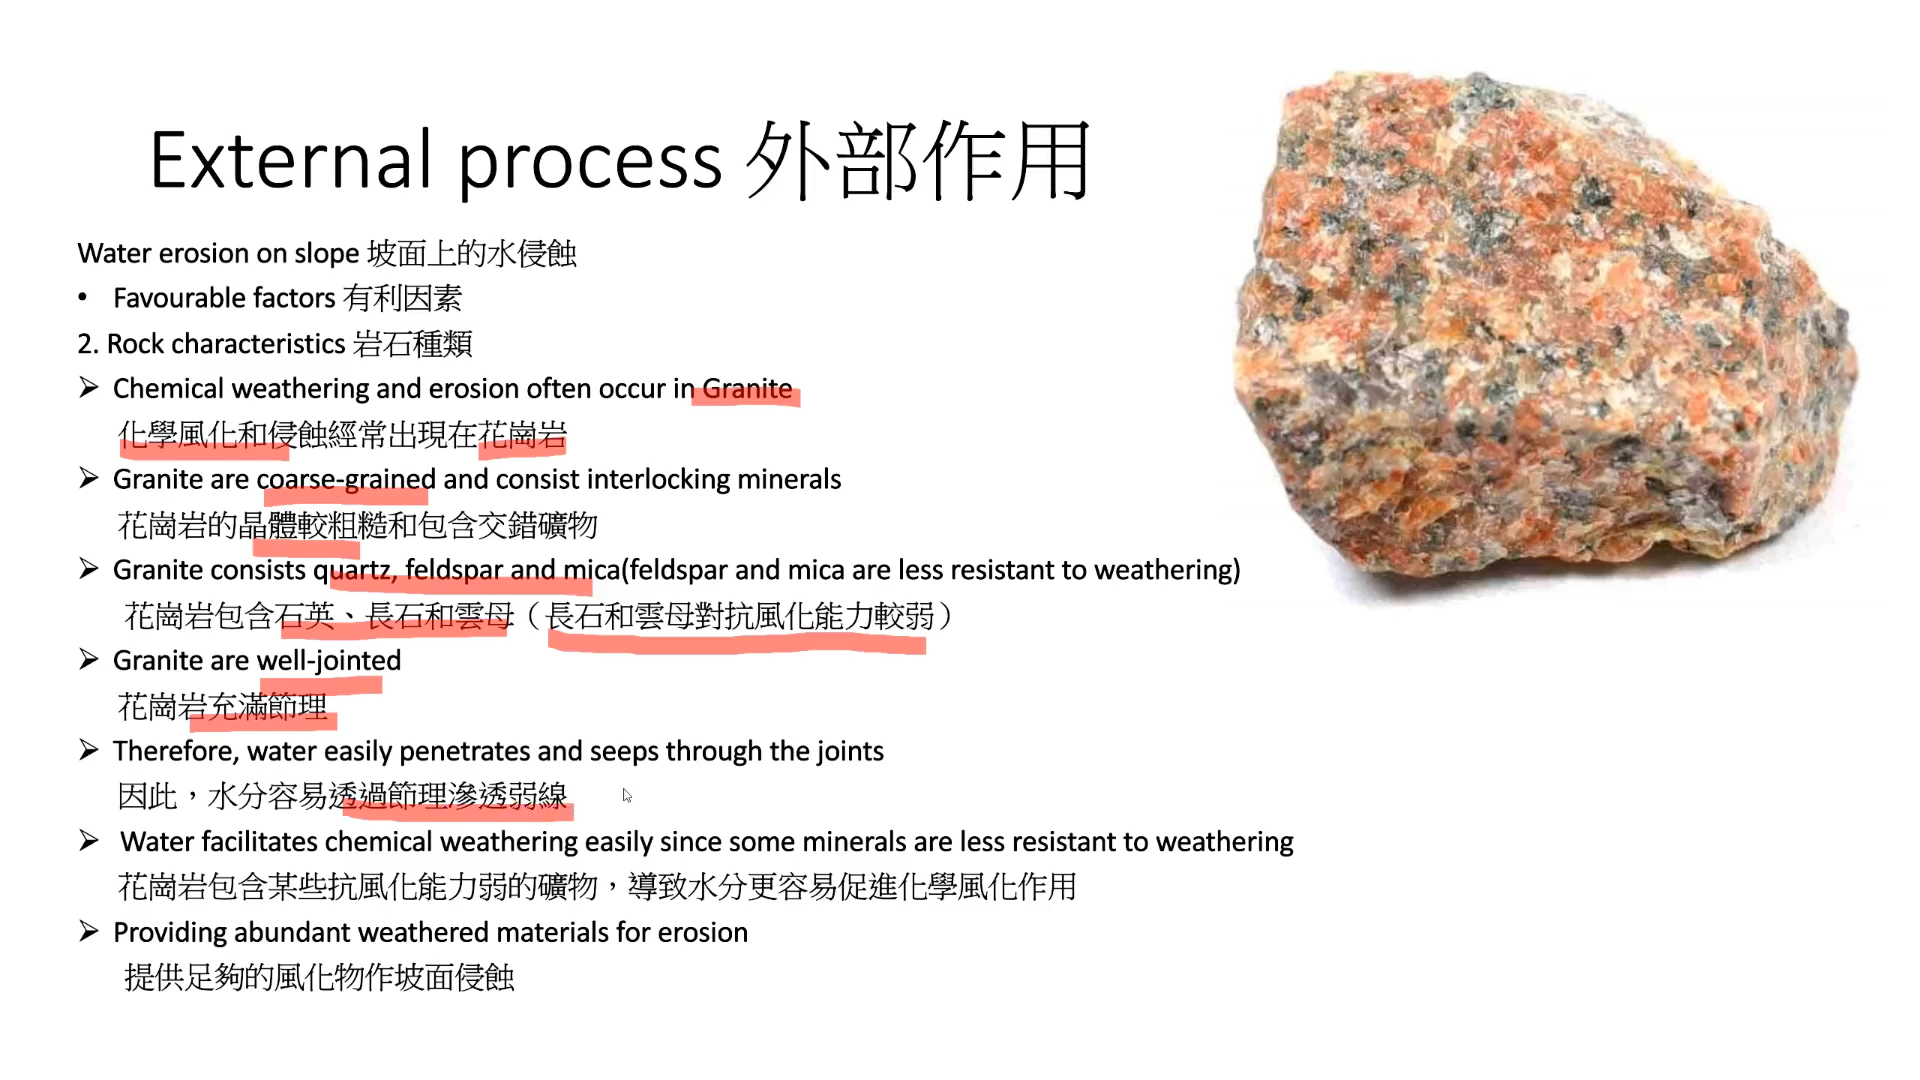 External process 外部作用
Water erosion on slope 坡面上的水侵蝕
• Favourable factors 有利因素
2. Rock characteristics 岩石種類
➢ Chemical weathering and erosion often occur in Granite
化學風化和侵蝕經常出現在花崗岩
➢ Granite are coarse-grained and consist interlocking minerals
花崗岩的晶體較粗糙和包含交錯礦物
➢ Granite consists quartz, feldspar and mica(feldspar and mica are less resistant to weathering)
花崗岩包含石英、長石和雲母（長石和雲母對抗風化能力較弱）
➢ Granite are well-jointed
花崗岩充滿節理
➢ Therefore, water easily penetrates and seeps through the joints
因此，水分容易透過節理滲透弱線
➢ Water facilitates chemical weathering easily since some minerals are less resistant to weathering
花崗岩包含某些抗風化能力弱的礦物，導致水分更容易促進化學風化作用
➢ Providing abundant weathered materials for erosion
提供足夠的風化物作坡面侵蝕